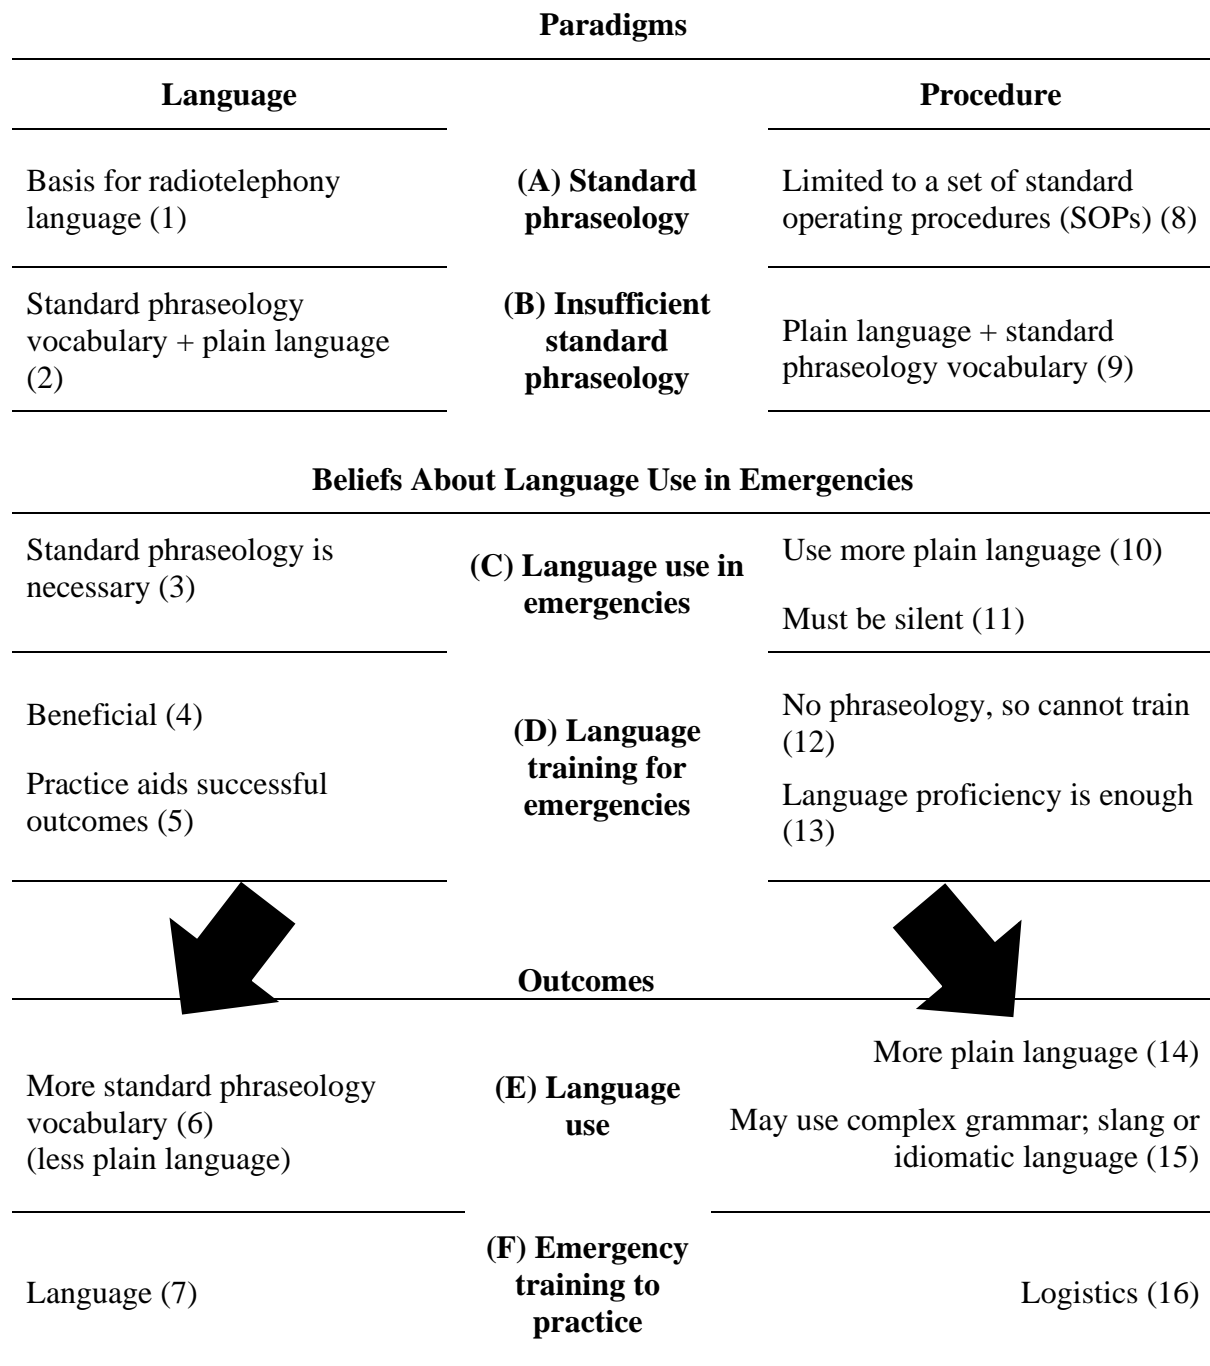 Paradigms
Language
Procedure
Basis for radiotelephony
language (1)
(A) Standard
phraseology
Limited to a set of standard
operating procedures (SOPs) (8)
Standard phraseology
vocabulary + plain language
(2)
(B) Insufficient
standard
phraseology
Plain language + standard
phraseology vocabulary (9)
Beliefs About Language Use in Emergencies
Standard phraseology is
necessary (3)
(C) Language use in
emergencies
Use more plain language (10)
Must be silent (11)
Beneficial (4)
Practice aids successful
outcomes (5)
(D) Language
training for
emergencies
No phraseology, so cannot train
(12)
Language proficiency is enough
(13)
Outcomes
More standard phraseology
vocabulary (6)
(less plain language)
(E) Language
use
More plain language (14)
May use complex grammar; slang or
idiomatic language (15)
Language (7)
(F) Emergency
training to
practice
Logistics (16)